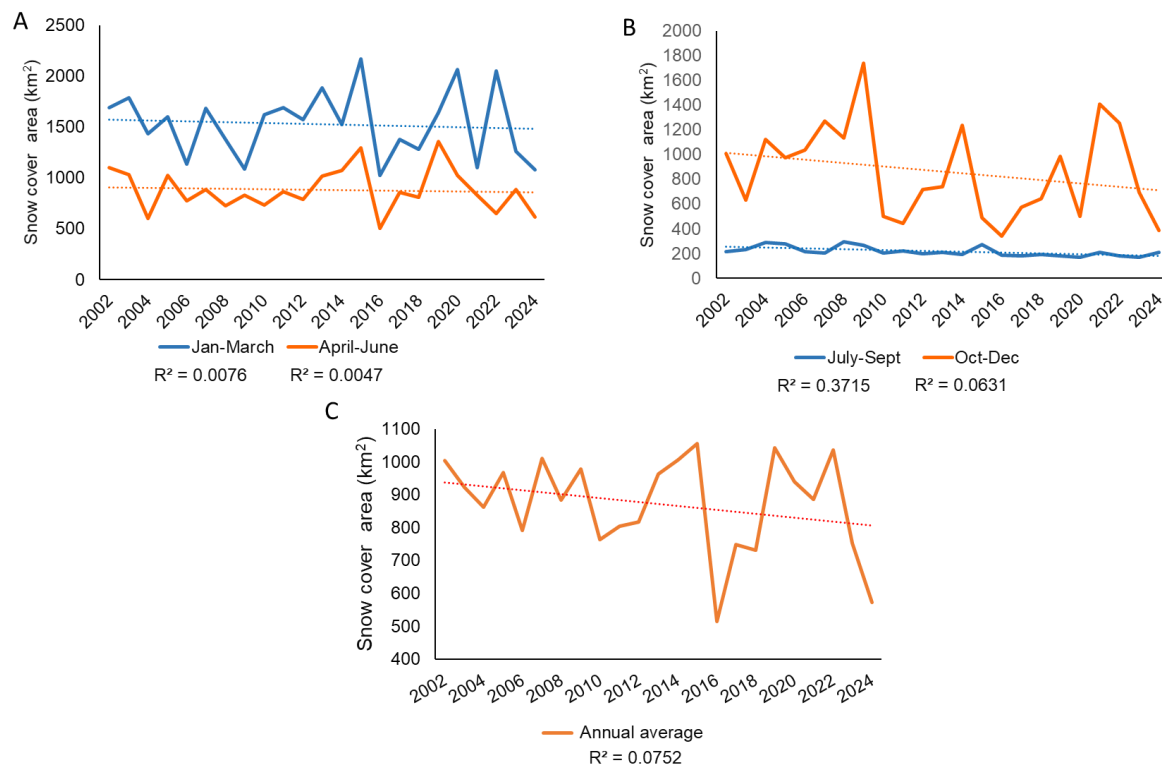 A
Snow cover area (km²)
2500
2000
1500
1000
500
0
2002 2004 2006 2008 2010 2012 2014 2016 2018 2020 2022 2024
Jan-March April-June
R² = 0.0076 R² = 0.0047
B
Snow cover area (km²)
2000
1800
1600
1400
1200
1000
800
600
400
200
0
2002 2004 2006 2008 2010 2012 2014 2016 2018 2020 2022 2024
July-Sept Oct-Dec
R² = 0.3715 R² = 0.0631
C
Snow cover area (km²)
1100
1000
900
800
700
600
500
400
2002 2004 2006 2008 2010 2012 2014 2016 2018 2020 2022 2024
Annual average
R² = 0.0752